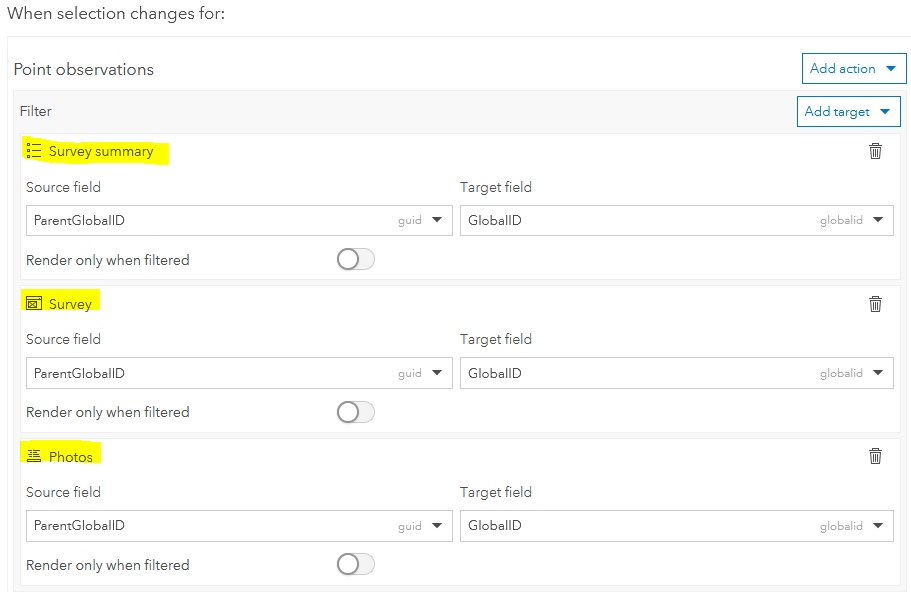 When selection changes for:
Point observations
Add action
Filter
Add target
Survey summary
Source field Target field
ParentGlobalID guid GlobalID globalid
Render only when filtered
Survey
Source field Target field
ParentGlobalID guid GlobalID globalid
Render only when filtered
Photos
Source field Target field
ParentGlobalID guid GlobalID globalid
Render only when filtered